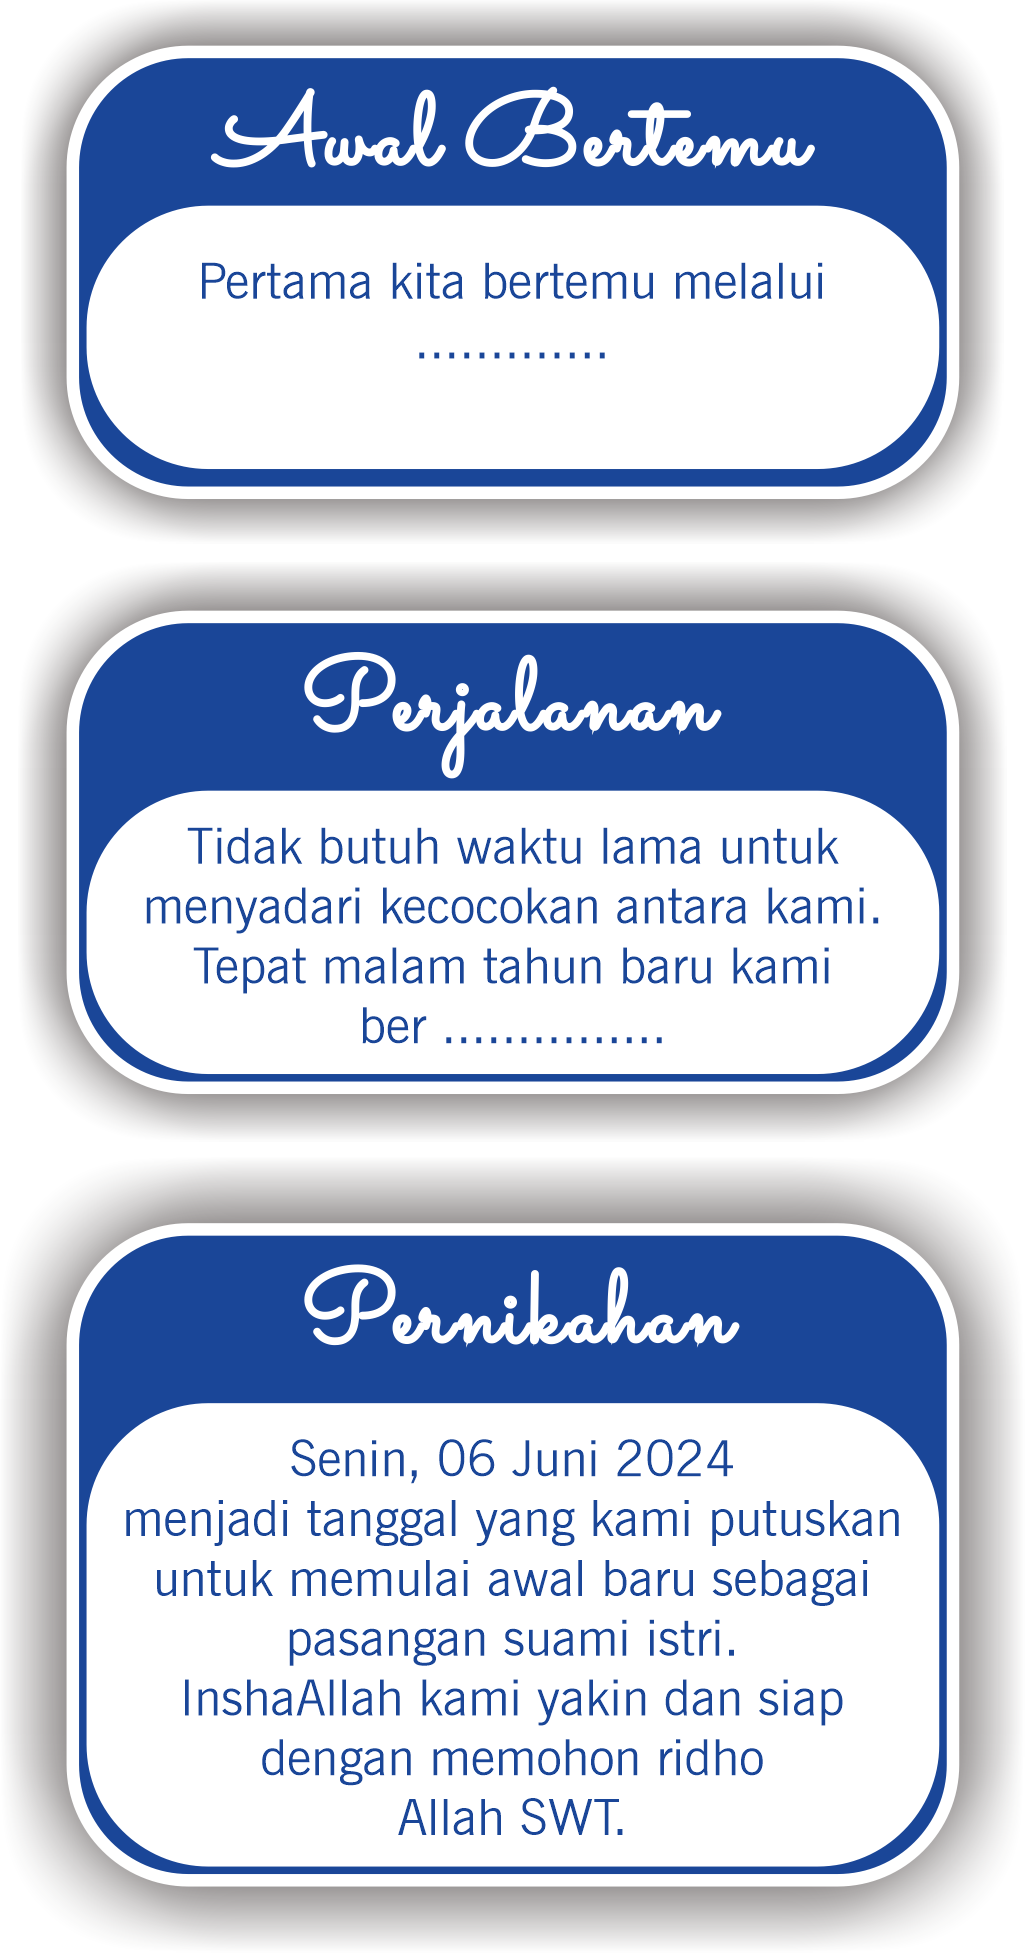 Awal Bertemu
Pertama kita bertemu melalui
.............
Perjalanan
Tidak butuh waktu lama untuk
menyadari kecocokan antara kami.
Tepat malam tahun baru kami
ber ...............
Pernikahan
Senin, 06 Juni 2024
menjadi tanggal yang kami putuskan
untuk memulai awal baru sebagai
pasangan suami istri.
InshaAllah kami yakin dan siap
dengan memohon ridho
Allah SWT.